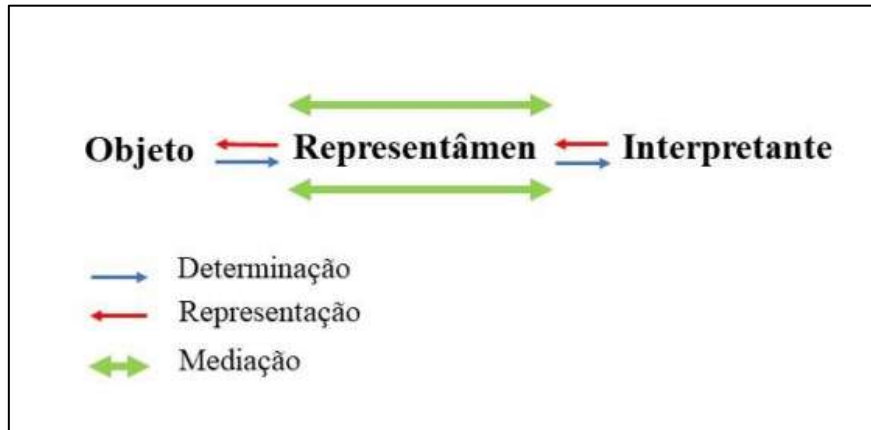 Objeto Representâmen Interpretante
Determinação
Representação
Mediação